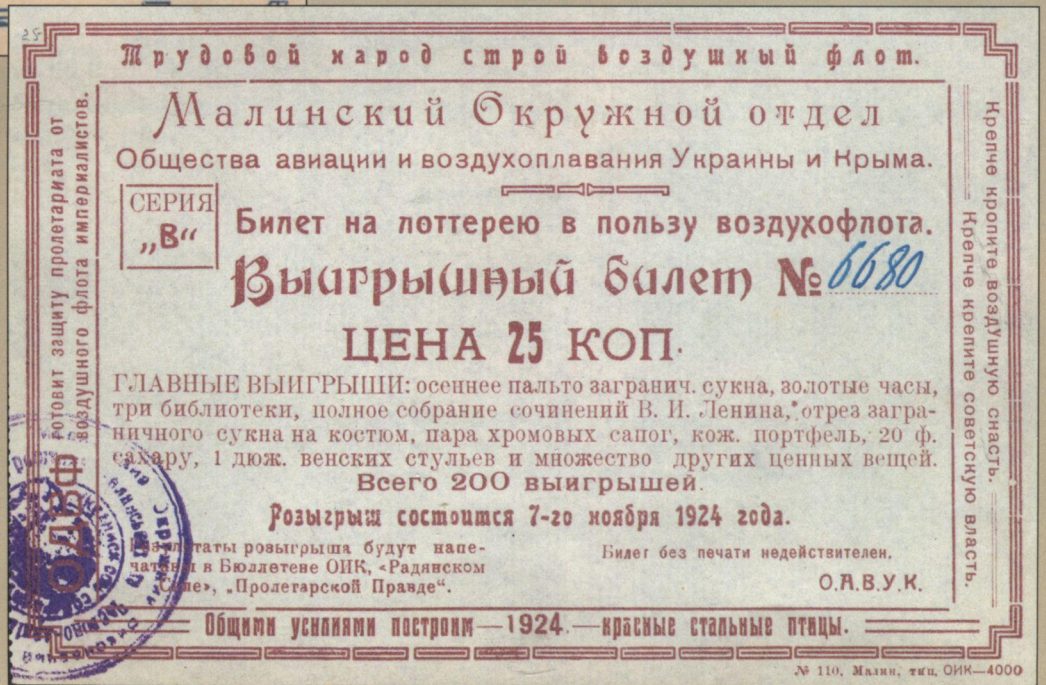 25
Трудовой народ строй воздушный флот.
Малинский Окружной отдел
Общества авиации и воздухоплавания Украины и Крыма.
СЕРИЯ
„В“
Билет на лоттерею в пользу воздухофлота.
Выигрышный билет № 6680
ЦЕНА 25 КОП.
ГЛАВНЫЕ ВЫИГРЫШИ: осеннее пальто загранич. сукна, золотые часы,
три библиотеки, полное собрание сочинений В. И. Ленина, отрез загра-
ничного сукна на костюм, пара хромовых сапог, кож. портфель, 20 ф.
сахару, 1 дюж. венских стульев и множество других ценных вещей.
Всего 200 выигрышей.
Розыгрыш состоится 7-го ноября 1924 года.
Результаты розыгрыша будут напе-
чатаны в Бюллетене ОИК, «Радянском
Селе», „Пролетарской Правде“.
Билет без печати недействителен.
О.А.В.У.К.
Общими усилиями построим—1924—красные стальные птицы.
№ 110, Малин, тип. ОИК—4000
ОДВФ
готовит защиту пролетариата от
воздушного флота империалистов.
Крепче кропите воздушную снасть.
Крепче крепите советскую власть.